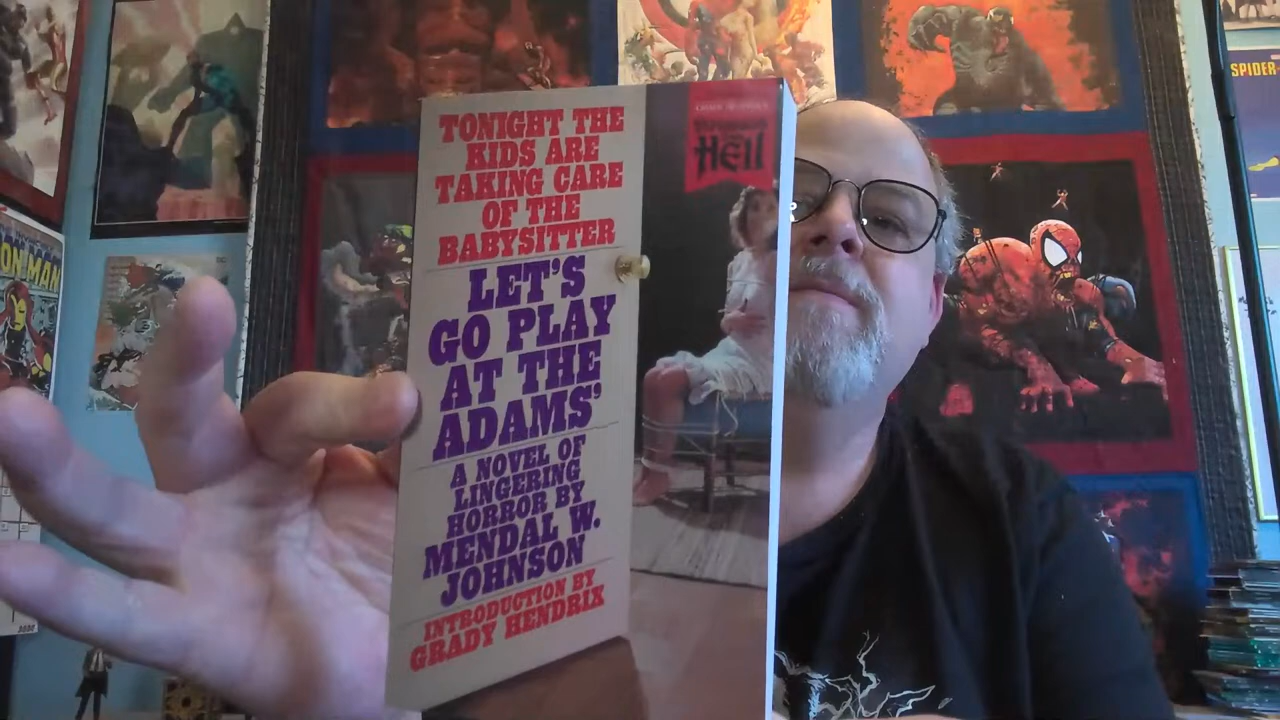 TONIGHT THE
KIDS ARE
TAKING CARE
OF THE
BABYSITTER
LET'S
GO PLAY
AT THE
ADAMS'
A NOVEL OF
LINGERING
HORROR BY
MENDAL W.
JOHNSON
INTRODUCTION BY
GRADY HENDRIX
HELL
SPIDER-
IRON MAN